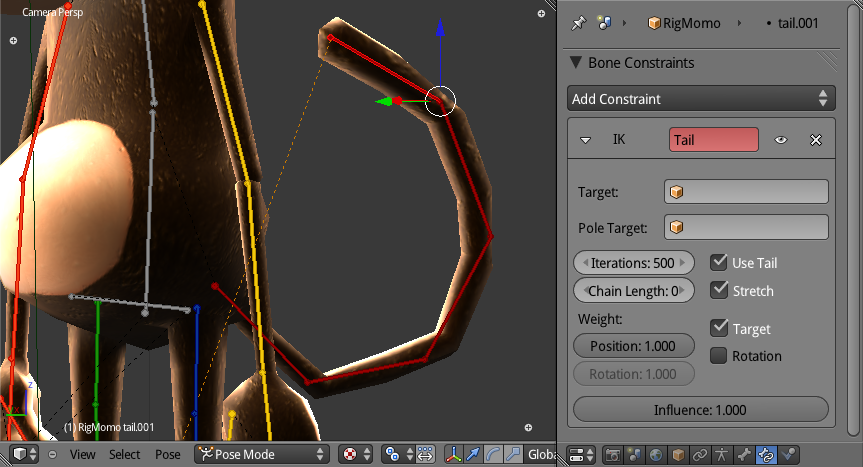 Camera Persp
z
(1) RigMomo tail.001
View Select Pose Pose Mode Globa
RigMomo tail.001
Bone Constraints
Add Constraint
IK Tail
Target:
Pole Target:
Iterations: 500 Use Tail
Chain Length: 0 Stretch
Weight: Target
Position: 1.000 Rotation
Rotation: 1.000
Influence: 1.000